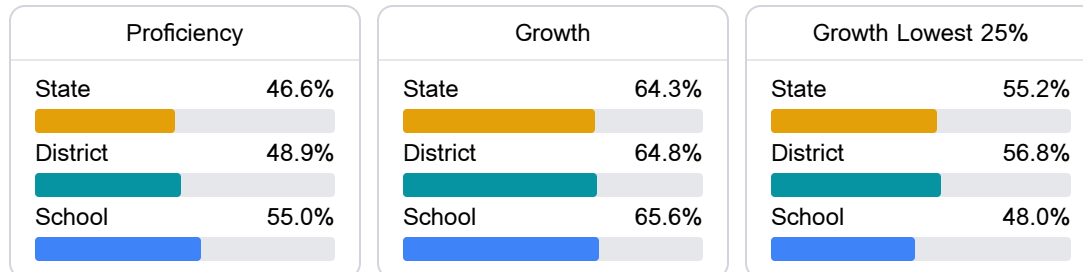 Proficiency
State 46.6%
District 48.9%
School 55.0%
Growth
State 64.3%
District 64.8%
School 65.6%
Growth Lowest 25%
State 55.2%
District 56.8%
School 48.0%